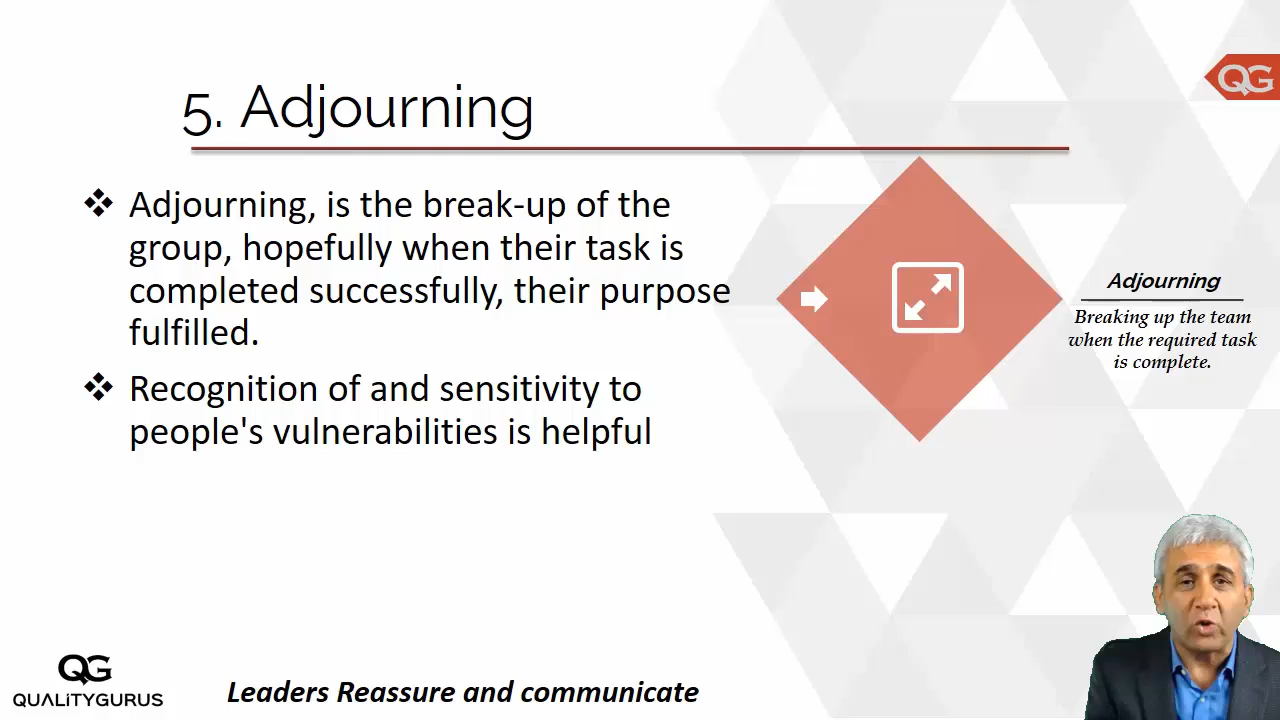 QG
5. Adjourning
❖ Adjourning, is the break-up of the
group, hopefully when their task is
completed successfully, their purpose
fulfilled.
❖ Recognition of and sensitivity to
people's vulnerabilities is helpful
Adjourning
Breaking up the team
when the required task
is complete.
QG
QUALiTYGURUS
Leaders Reassure and communicate